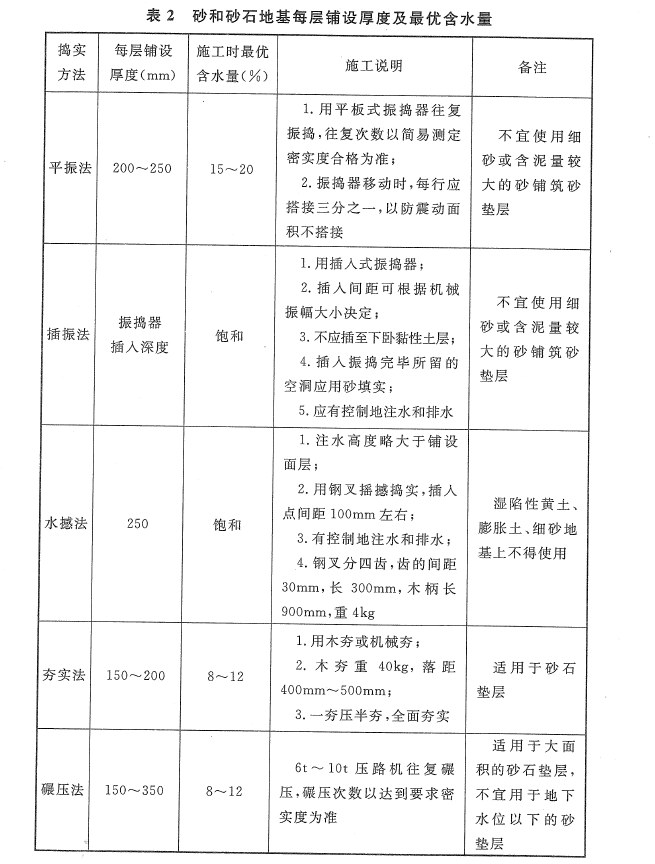 表 2 砂和砂石地基每层铺设厚度及最优含水量
捣实
方法
每层铺设
厚度(mm)
施工时最优
含水量(%)
施工说明
备注
平振法
200～250
15～20
1. 用平板式振捣器往复
振捣,往复次数以简易测定
密实度合格为准;
2. 振捣器移动时,每行应
搭接三分之一,以防震动面
积不搭接
不宜使用细
砂或含泥量较
大的砂铺筑砂
垫层
插振法
振捣器
插入深度
饱和
1. 用插入式振捣器;
2. 插入间距可根据机械
振幅大小决定;
3. 不应插至下卧黏性土层;
4. 插入振捣完毕所留的
空洞应用砂填实;
5. 应有控制地注水和排水
不宜使用细
砂或含泥量较
大的砂铺筑砂
垫层
水撼法
250
饱和
1. 注水高度略大于铺设
面层;
2. 用钢叉摇撼捣实,插入
点间距 100mm 左右;
3. 有控制地注水和排水;
4. 钢叉分四齿,齿的间距
30mm,长 300mm,木柄长
900mm,重 4kg
湿陷性黄土、
膨胀土、细砂地
基上不得使用
夯实法
150～200
8～12
1. 用木夯或机械夯;
2. 木夯重 40kg,落距
400mm～500mm;
3. 一夯压半夯,全面夯实
适用于砂石
垫层
碾压法
150～350
8～12
6t～10t 压路机往复碾
压,碾压次数以达到要求密
实度为准
适用于大面
积的砂石垫层,
不宜用于地下
水位以下的砂
垫层